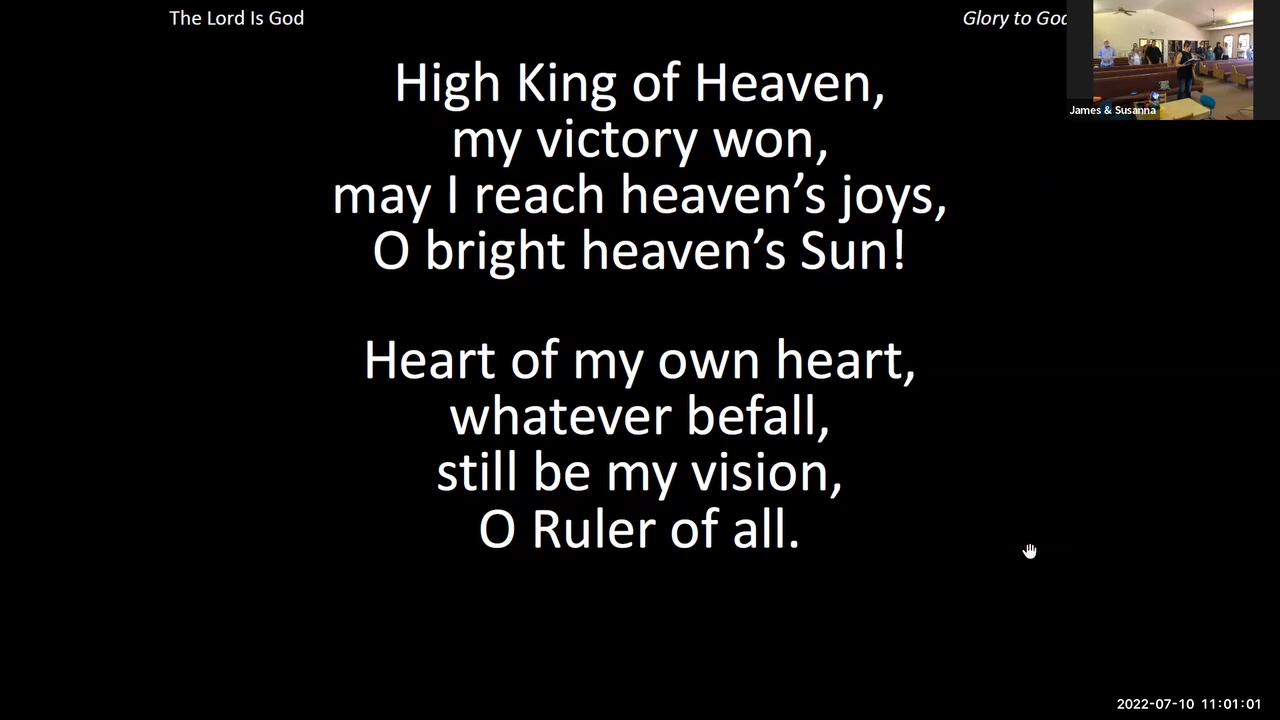 The Lord Is God
Glory to God
James & Susanna
High King of Heaven,
my victory won,
may I reach heaven’s joys,
O bright heaven’s Sun!
Heart of my own heart,
whatever befall,
still be my vision,
O Ruler of all.
2022-07-10 11:01:01